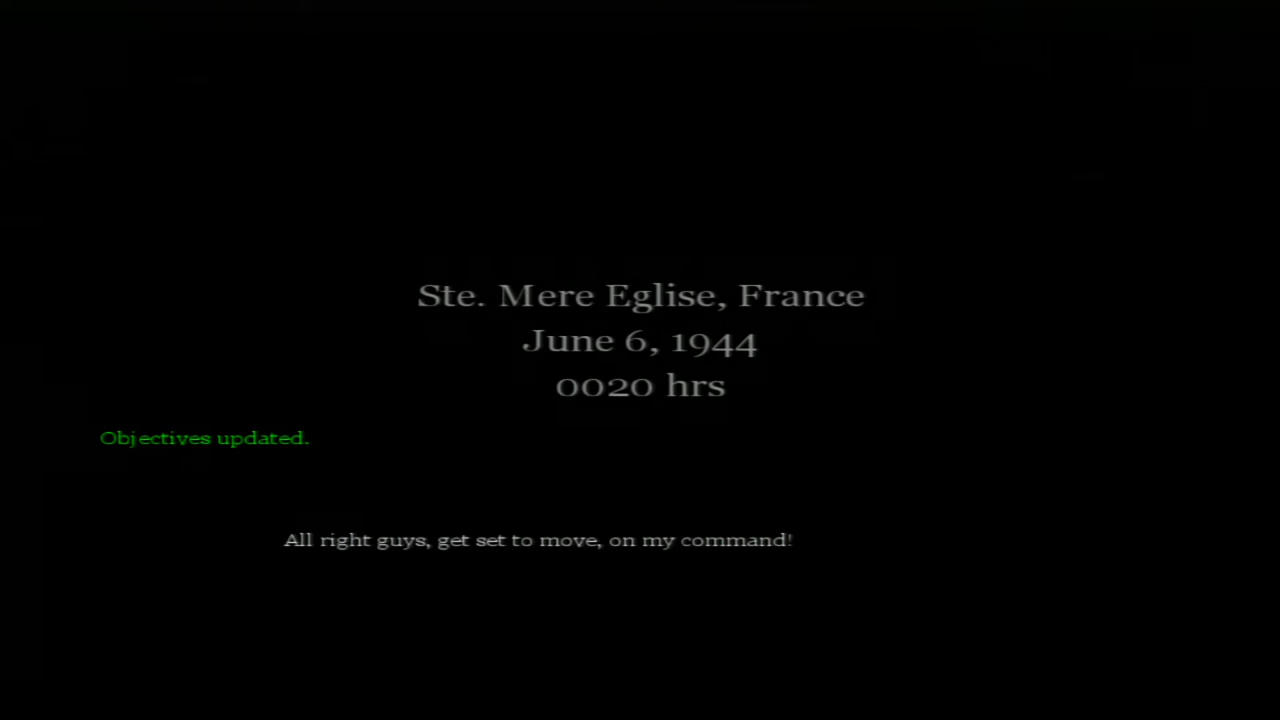 Ste. Mere Eglise, France
June 6, 1944
0020 hrs
Objectives updated.
All right guys, get set to move, on my command!